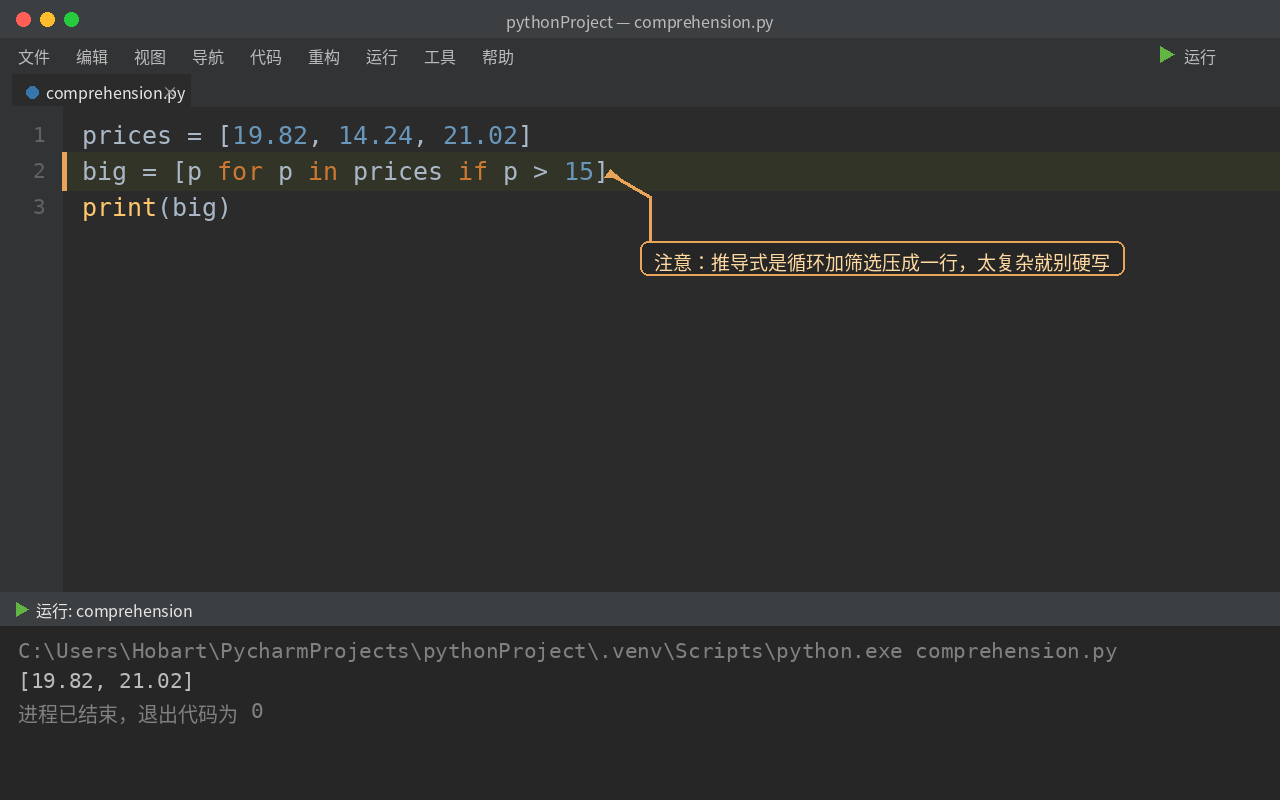 pythonProject — comprehension.py
文件 编辑 视图 导航 代码 重构 运行 工具 帮助 运行
comprehension.py
1 prices = [19.82, 14.24, 21.02]
2 big = [p for p in prices if p > 15]
3 print(big)
注意：推导式是循环加筛选压成一行，太复杂就别硬写
运行: comprehension
C:\Users\Hobart\PycharmProjects\pythonProject\.venv\Scripts\python.exe comprehension.py
[19.82, 21.02]
进程已结束，退出代码为 0